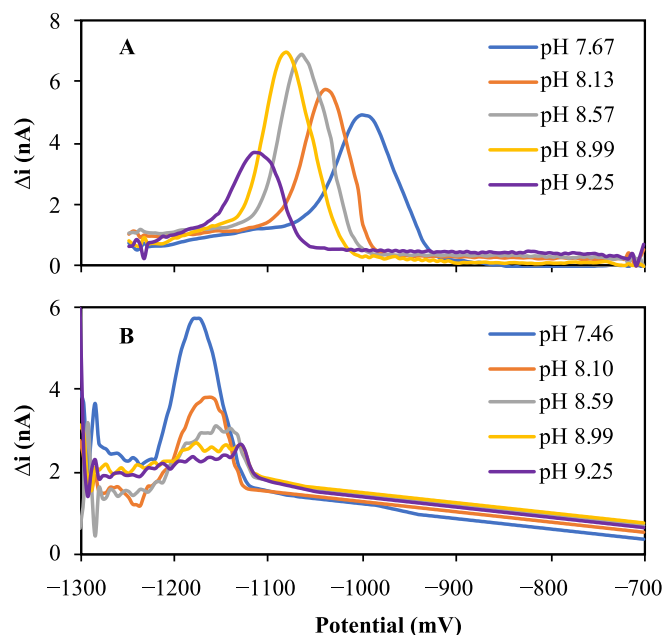 8
A
pH 7.67
pH 8.13
6
pH 8.57
Δi (nA)
4
pH 8.99
pH 9.25
2
0
6
B
pH 7.46
pH 8.10
4
pH 8.59
Δi (nA)
pH 8.99
2
pH 9.25
0
−1300 −1200 −1100 −1000 −900 −800 −700
Potential (mV)